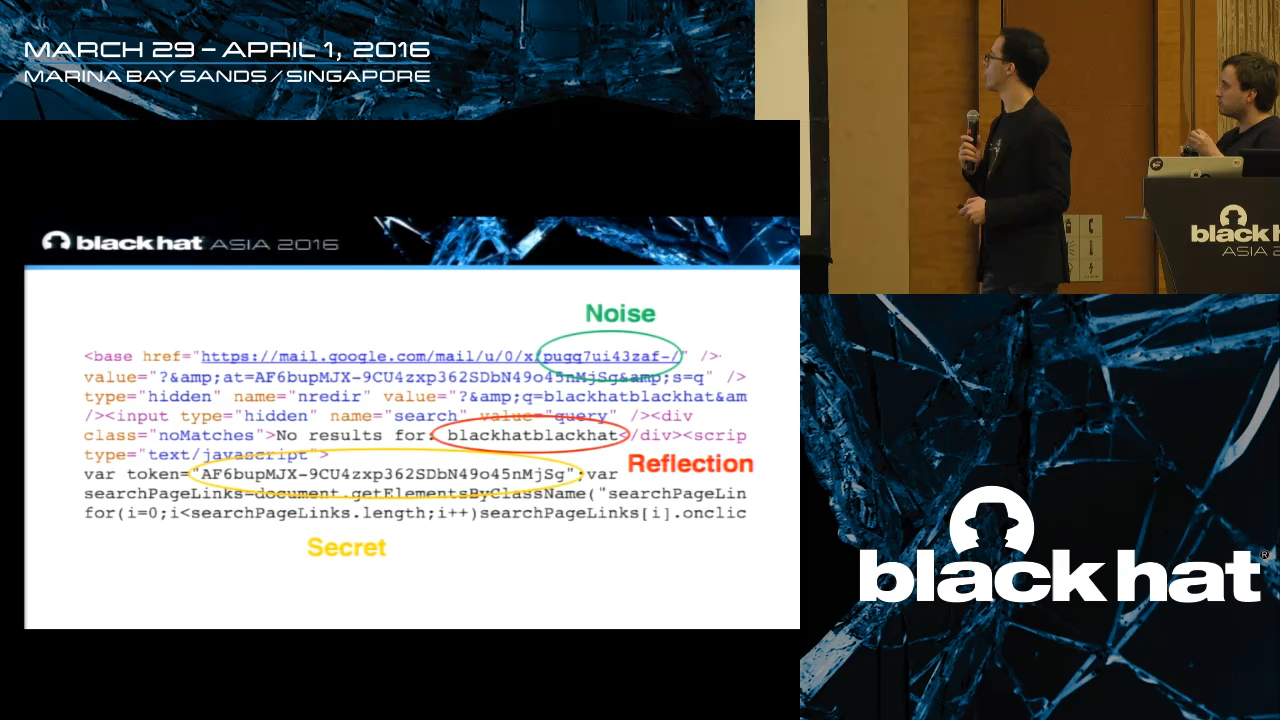 MARCH 29 – APRIL 1, 2016
MARINA BAY SANDS / SINGAPORE
black hat ASIA 2016
Noise
<base href="https://mail.google.com/mail/u/0/x/pugq7ui43zaf-/" />
value="?&amp;at=AF6bupMJX-9CU4zxp362SDbN49o45nMjSg&amp;s=q" />
type="hidden" name="nredir" value="?&amp;q=blackhatblackhat&am
/><input type="hidden" name="search" value="query" /><div
class="noMatches">No results for: blackhatblackhat</div><scrip
type="text/javascript">
Reflection
var token="AF6bupMJX-9CU4zxp362SDbN49o45nMjSg";var
searchPageLinks=document.getElementsByClassName("searchPageLin
for(i=0;i<searchPageLinks.length;i++)searchPageLinks[i].onclic
Secret
black h
ASIA 2
black hat®